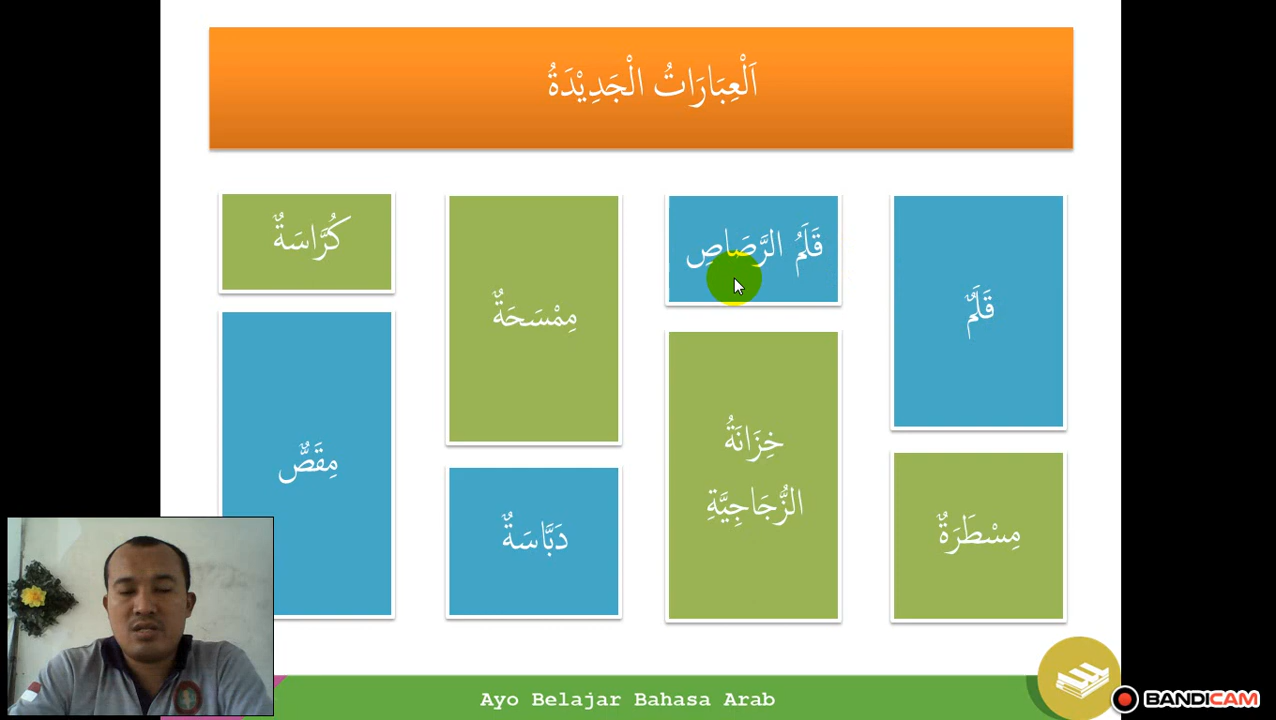 اَلْعِبَارَاتُ الْجَدِيْدَةُ
قَلَمٌ
قَلَمُ الرَّصَاصِ
مِمْسَحَةٌ
كُرَّاسَةٌ
مِسْطَرَةٌ
خِزَانَةُ
الزُّجَاجِيَّةِ
دَبَّاسَةٌ
مِقَصٌّ
Ayo Belajar Bahasa Arab
BANDICAM